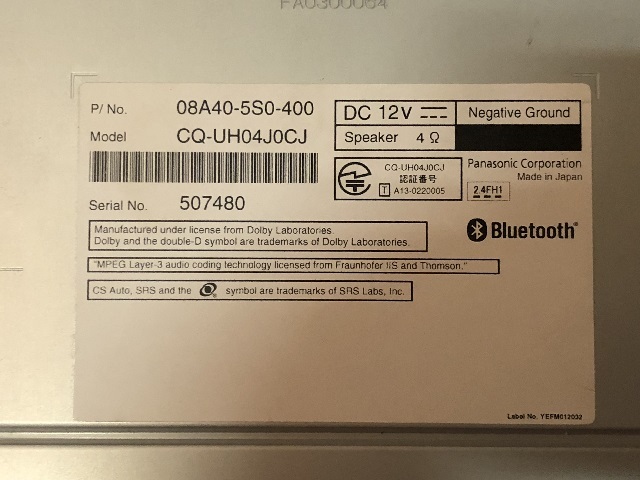 FA0300064
P/ No. 08A40-5S0-400
Model CQ-UH04J0CJ
Serial No. 507480
DC 12V
Negative Ground
Speaker 4 Ω
CQ-UH04J0CJ
認証番号
T A13-0220005
Panasonic Corporation
Made in Japan
2.4FH1
Bluetooth®
Manufactured under license from Dolby Laboratories.
Dolby and the double-D symbol are trademarks of Dolby Laboratories.
"MPEG Layer-3 audio coding technology licensed from Fraunhofer IIS and Thomson."
CS Auto, SRS and the symbol are trademarks of SRS Labs, Inc.
Label No. YEFM012032